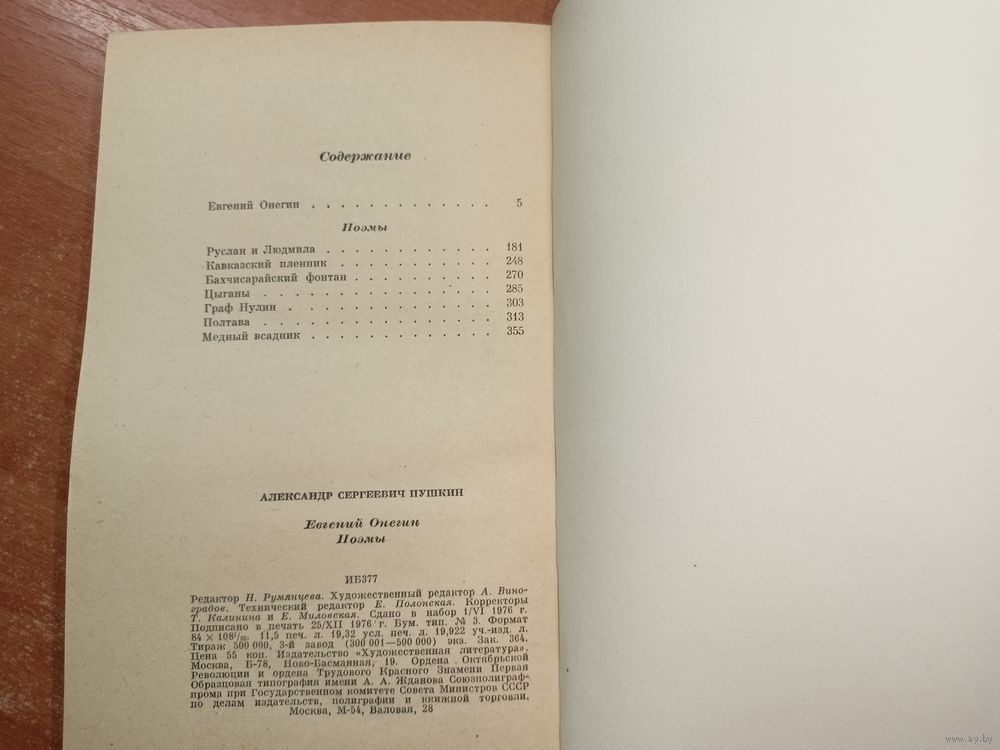 Содержание
Евгений Онегин . . . . . . . . . . . . . 5
Поэмы
Руслан и Людмила . . . . . . . . . . . . 181
Кавказский пленник . . . . . . . . . . . 248
Бахчисарайский фонтан . . . . . . . . . . 270
Цыганы . . . . . . . . . . . . . . . . 285
Граф Нулин . . . . . . . . . . . . . . 303
Полтава . . . . . . . . . . . . . . . . 313
Медный всадник . . . . . . . . . . . . . 355
АЛЕКСАНДР СЕРГЕЕВИЧ ПУШКИН
Евгений Онегин
Поэмы
ИБ377
Редактор Н. Румянцева. Художественный редактор А. Вино-
градов. Технический редактор Е. Полонская. Корректоры
Т. Калинина и Е. Миловская. Сдано в набор 1/VI 1976 г.
Подписано в печать 25/XII 1976 г. Бум. тип. № 3. Формат
84 × 108¹/₃₂. 11,5 печ. л. 19,32 усл. печ. л. 19,922 уч.-изд. л.
Тираж 500 000, 3-й завод (300 001—500 000) экз. Зак. 364.
Цена 55 коп. Издательство «Художественная литература».
Москва, Б-78, Ново-Басманная, 19. Ордена Октябрьской
Революции и ордена Трудового Красного Знамени Первая
Образцовая типография имени А. А. Жданова Союзполиграф-
прома при Государственном комитете Совета Министров СССР
по делам издательств, полиграфии и книжной торговли,
Москва, М-54, Валовая, 28
www.ay.by